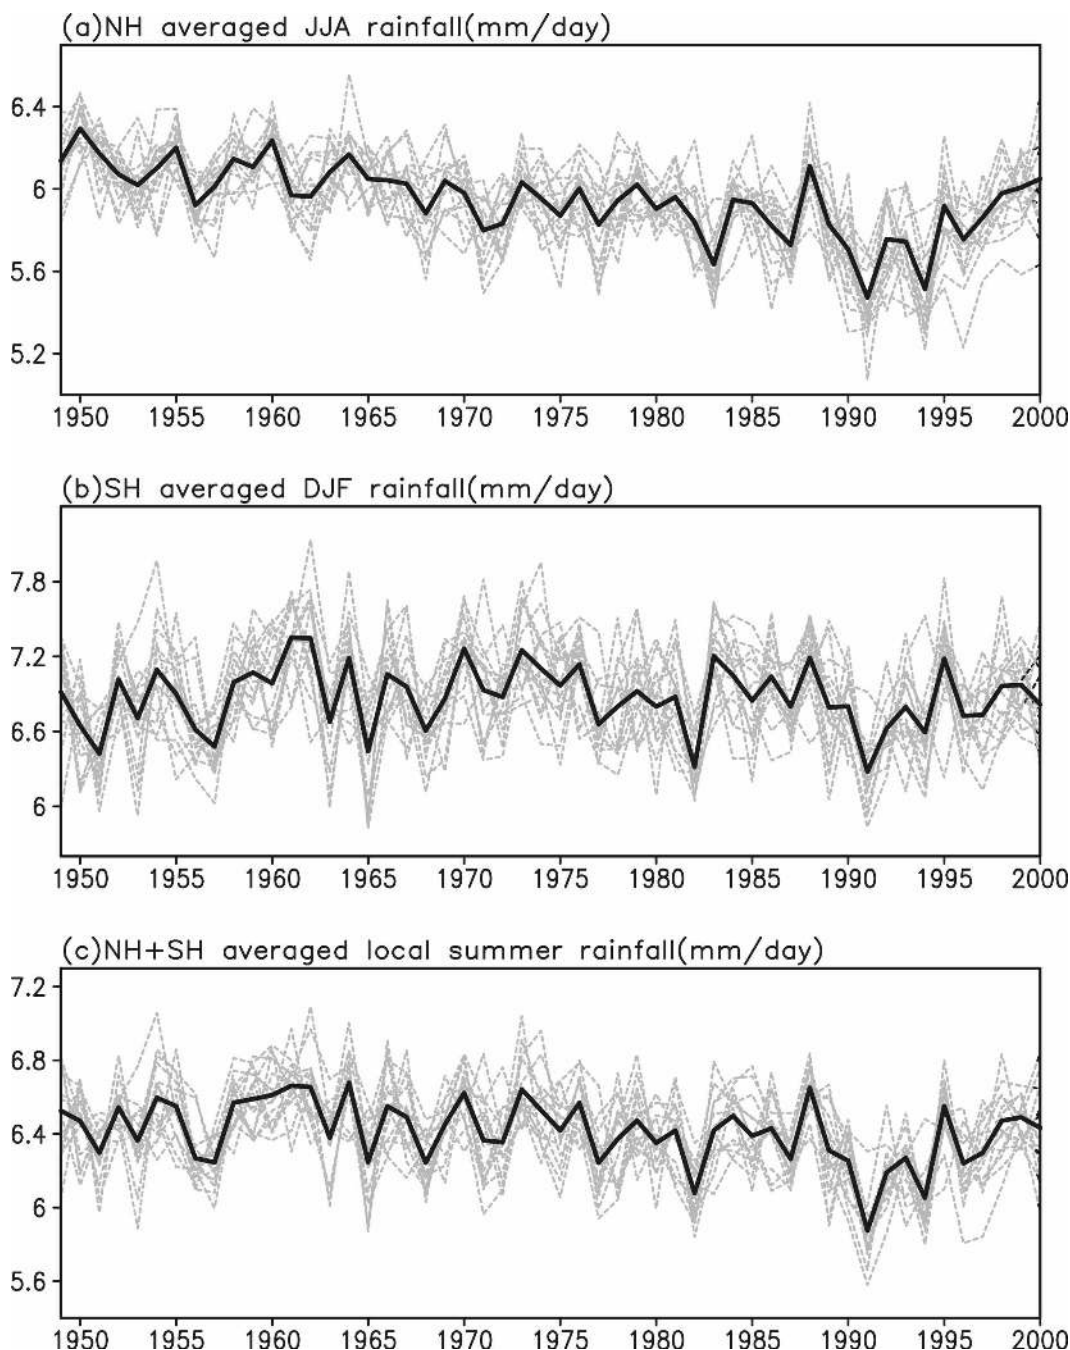 (a)NH averaged JJA rainfall(mm/day)
6.4
6
5.6
5.2
1950 1955 1960 1965 1970 1975 1980 1985 1990 1995 2000
(b)SH averaged DJF rainfall(mm/day)
7.8
7.2
6.6
6
1950 1955 1960 1965 1970 1975 1980 1985 1990 1995 2000
(c)NH+SH averaged local summer rainfall(mm/day)
7.2
6.8
6.4
6
5.6
1950 1955 1960 1965 1970 1975 1980 1985 1990 1995 2000